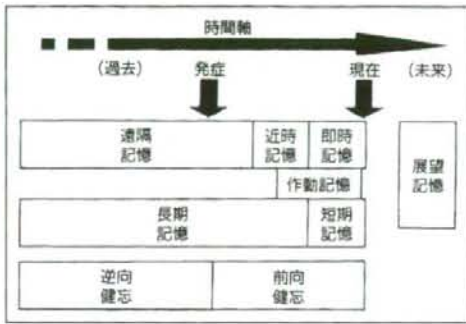 時間軸
(過去) 発症 現在 (未来)
遠隔
記憶
近時
記憶
即時
記憶
展望
記憶
作動記憶
長期
記憶
短期
記憶
逆向
健忘
前向
健忘